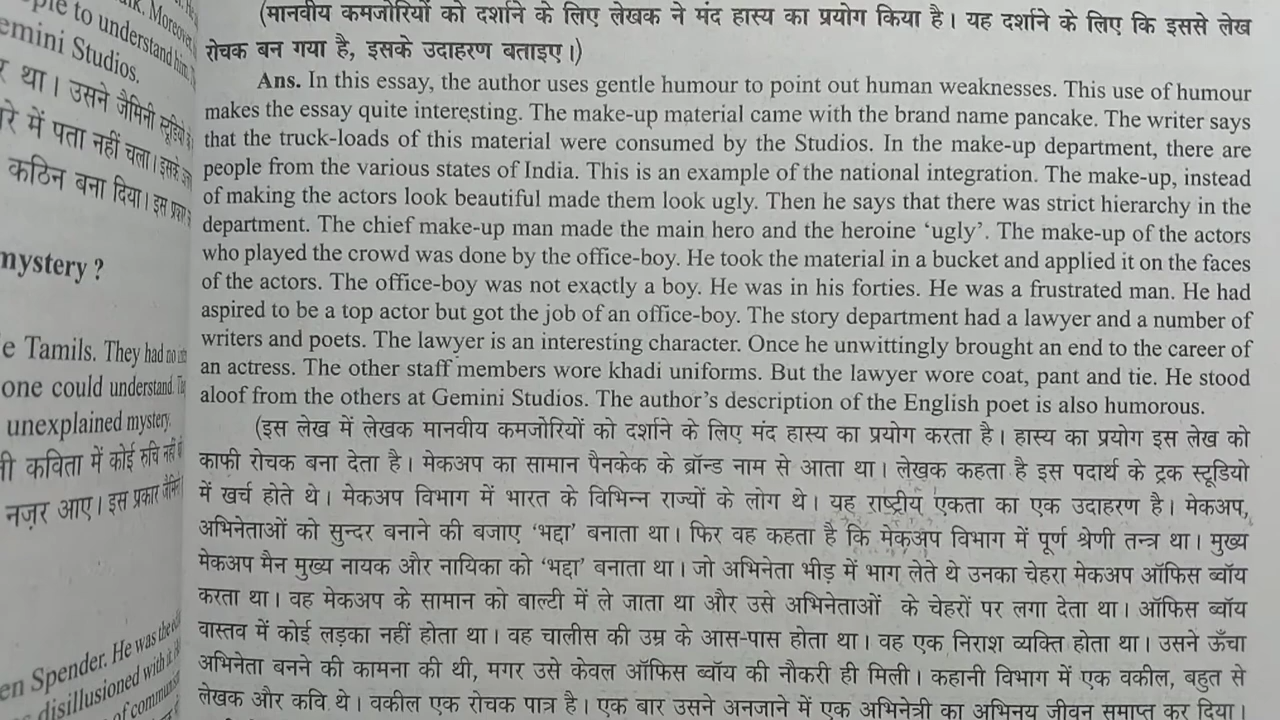 ple to understand him.
Moreover,
emini Studios.
र था। उसने जैमिनी स्टूडियो
रे में पता नहीं चला। इसके
कठिन बना दिया। इस प्रकार
mystery ?
e Tamils. They had no
one could understand.
unexplained mystery.
ी कविता में कोई रुचि नहीं
नज़र आए। इस प्रकार
en Spender. He was the
disillusioned with
of
(मानवीय कमजोरियों को दर्शाने के लिए लेखक ने मंद हास्य का प्रयोग किया है। यह दर्शाने के लिए कि इससे लेख
रोचक बन गया है, इसके उदाहरण बताइए।)
Ans. In this essay, the author uses gentle humour to point out human weaknesses. This use of humour
makes the essay quite interesting. The make-up material came with the brand name pancake. The writer says
that the truck-loads of this material were consumed by the Studios. In the make-up department, there are
people from the various states of India. This is an example of the national integration. The make-up, instead
of making the actors look beautiful made them look ugly. Then he says that there was strict hierarchy in the
department. The chief make-up man made the main hero and the heroine ‘ugly’. The make-up of the actors
who played the crowd was done by the office-boy. He took the material in a bucket and applied it on the faces
of the actors. The office-boy was not exactly a boy. He was in his forties. He was a frustrated man. He had
aspired to be a top actor but got the job of an office-boy. The story department had a lawyer and a number of
writers and poets. The lawyer is an interesting character. Once he unwittingly brought an end to the career of
an actress. The other staff members wore khadi uniforms. But the lawyer wore coat, pant and tie. He stood
aloof from the others at Gemini Studios. The author’s description of the English poet is also humorous.
(इस लेख में लेखक मानवीय कमजोरियों को दर्शाने के लिए मंद हास्य का प्रयोग करता है। हास्य का प्रयोग इस लेख को
काफी रोचक बना देता है। मेकअप का सामान पैनकेक के ब्रॉन्ड नाम से आता था। लेखक कहता है इस पदार्थ के ट्रक स्टूडियो
में खर्च होते थे। मेकअप विभाग में भारत के विभिन्न राज्यों के लोग थे। यह राष्ट्रीय एकता का एक उदाहरण है। मेकअप,
अभिनेताओं को सुन्दर बनाने की बजाए ‘भद्दा’ बनाता था। फिर वह कहता है कि मेकअप विभाग में पूर्ण श्रेणी तन्त्र था। मुख्य
मेकअप मैन मुख्य नायक और नायिका को ‘भद्दा’ बनाता था। जो अभिनेता भीड़ में भाग लेते थे उनका चेहरा मेकअप ऑफिस ब्वॉय
करता था। वह मेकअप के सामान को बाल्टी में ले जाता था और उसे अभिनेताओं के चेहरों पर लगा देता था। ऑफिस ब्वॉय
वास्तव में कोई लड़का नहीं होता था। वह चालीस की उम्र के आस-पास होता था। वह एक निराश व्यक्ति होता था। उसने ऊँचा
अभिनेता बनने की कामना की थी, मगर उसे केवल ऑफिस ब्वॉय की नौकरी ही मिली। कहानी विभाग में एक वकील, बहुत से
लेखक और कवि थे। वकील एक रोचक पात्र है। एक बार उसने अनजाने में एक अभिनेत्री का अभिनय जीवन समाप्त कर दिया।